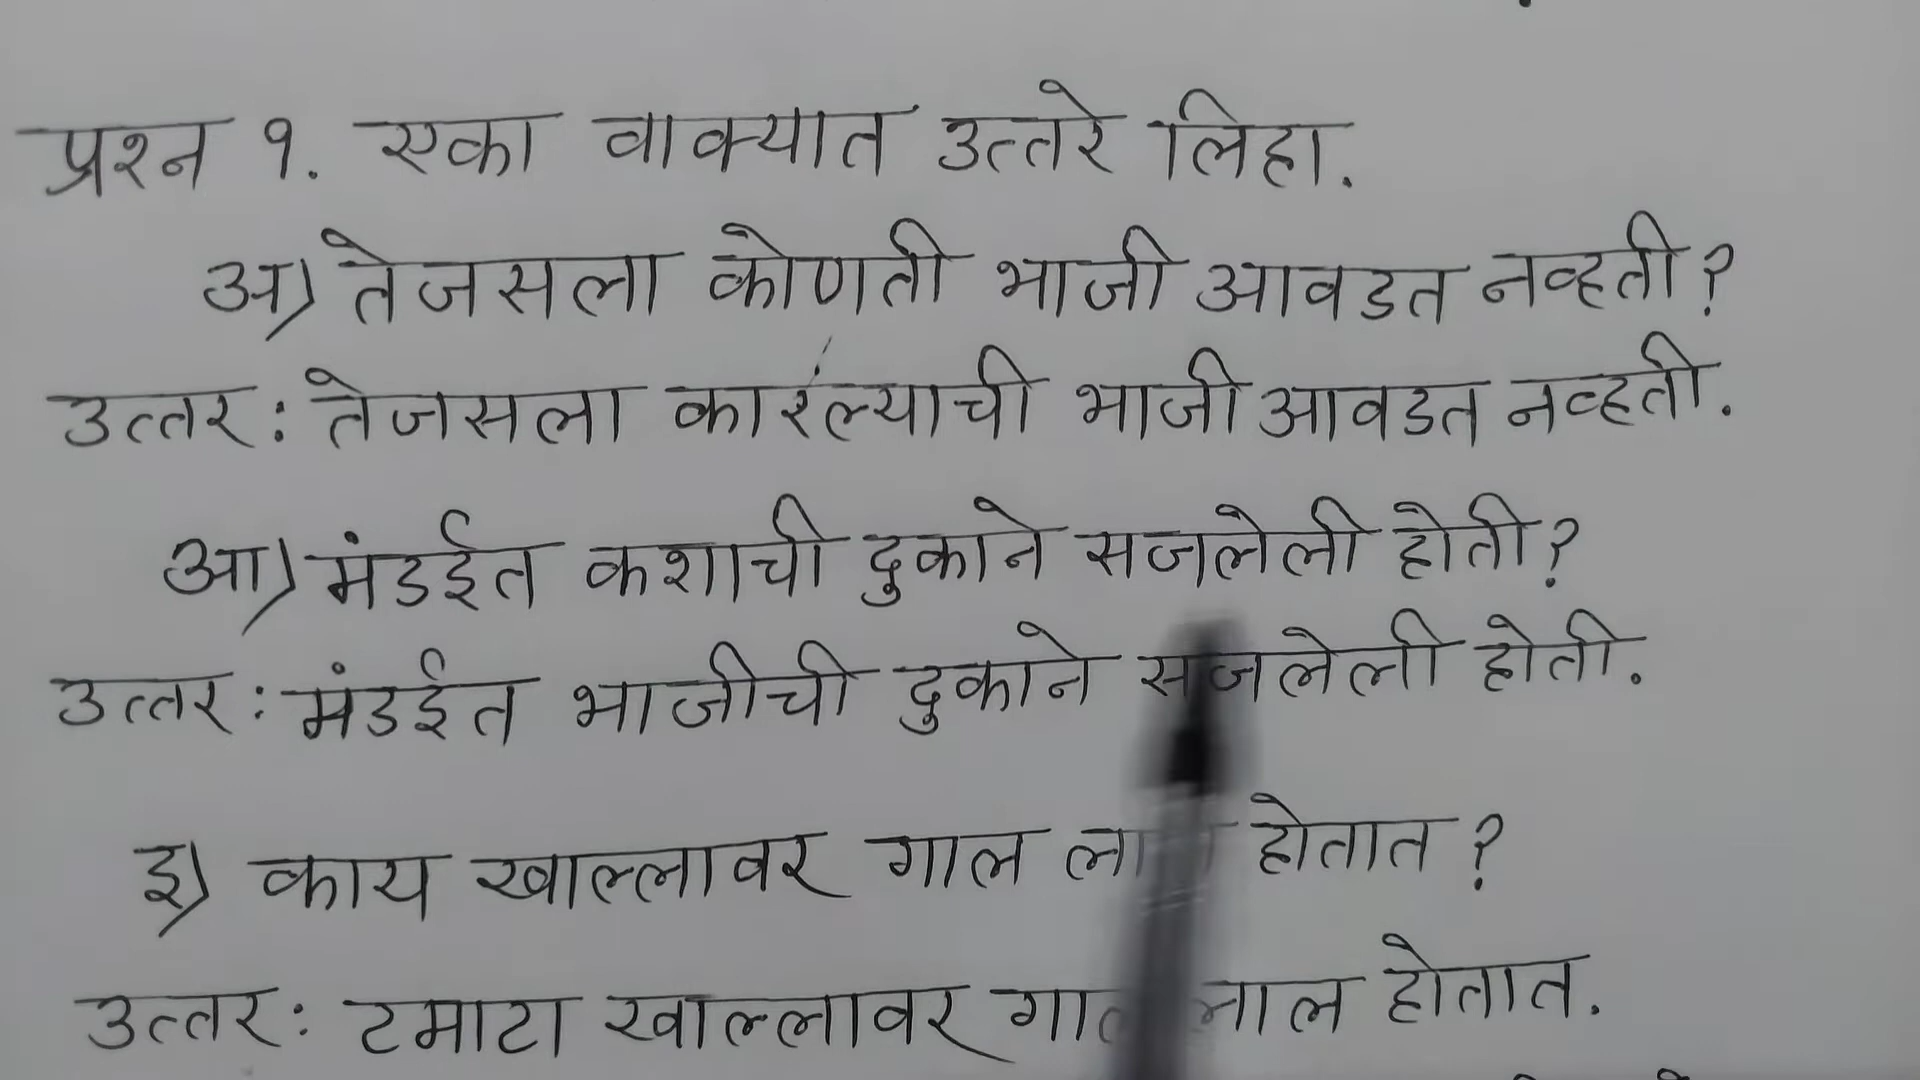 प्रश्न १. एका वाक्यात उत्तरे लिहा.
अ) तेजसला कोणती भाजी आवडत नव्हती?
उत्तर: तेजसला कारल्याची भाजी आवडत नव्हती.
आ) मंडईत कशाची दुकाने सजलेली होती?
उत्तर: मंडईत भाजीची दुकाने सजलेली होती.
इ) काय खाल्लावर गाल होतात?
उत्तर: टमाटा खाल्लावर लाल होतात.